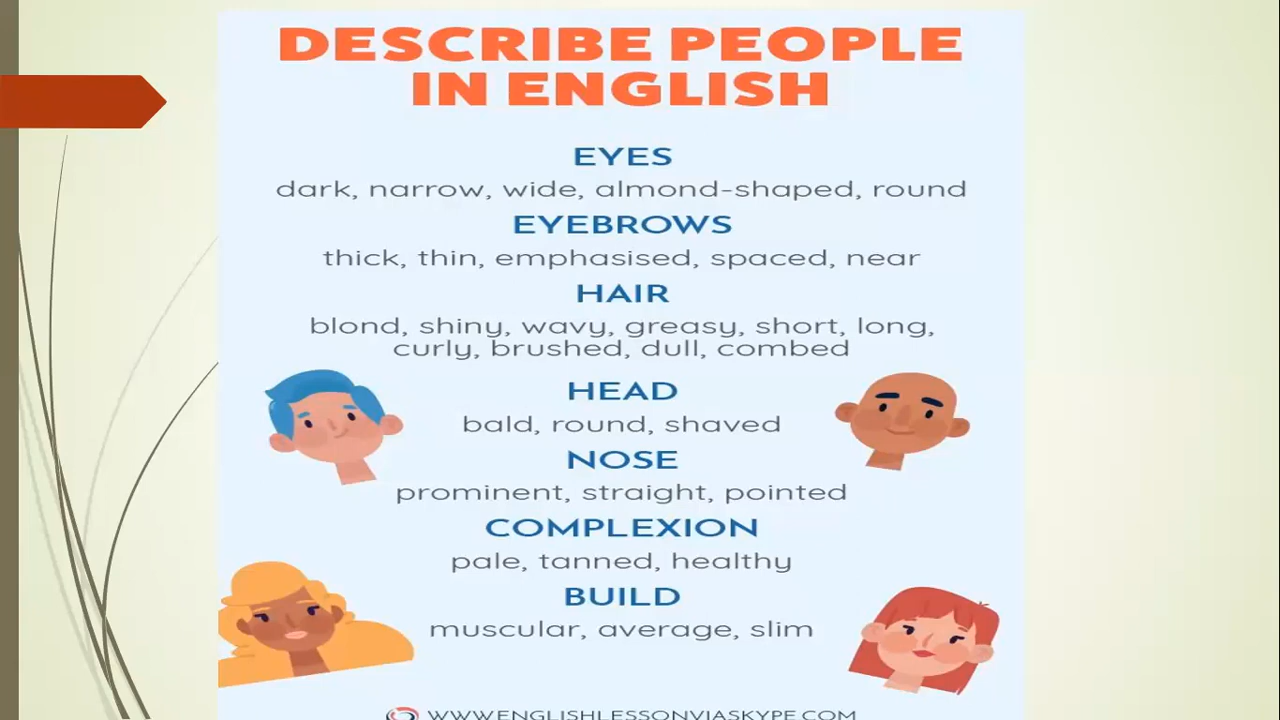 DESCRIBE PEOPLE
IN ENGLISH
EYES
dark, narrow, wide, almond-shaped, round
EYEBROWS
thick, thin, emphasised, spaced, near
HAIR
blond, shiny, wavy, greasy, short, long,
curly, brushed, dull, combed
HEAD
bald, round, shaved
NOSE
prominent, straight, pointed
COMPLEXION
pale, tanned, healthy
BUILD
muscular, average, slim
WWW.ENGLISHLESSONVIASKYPE.COM